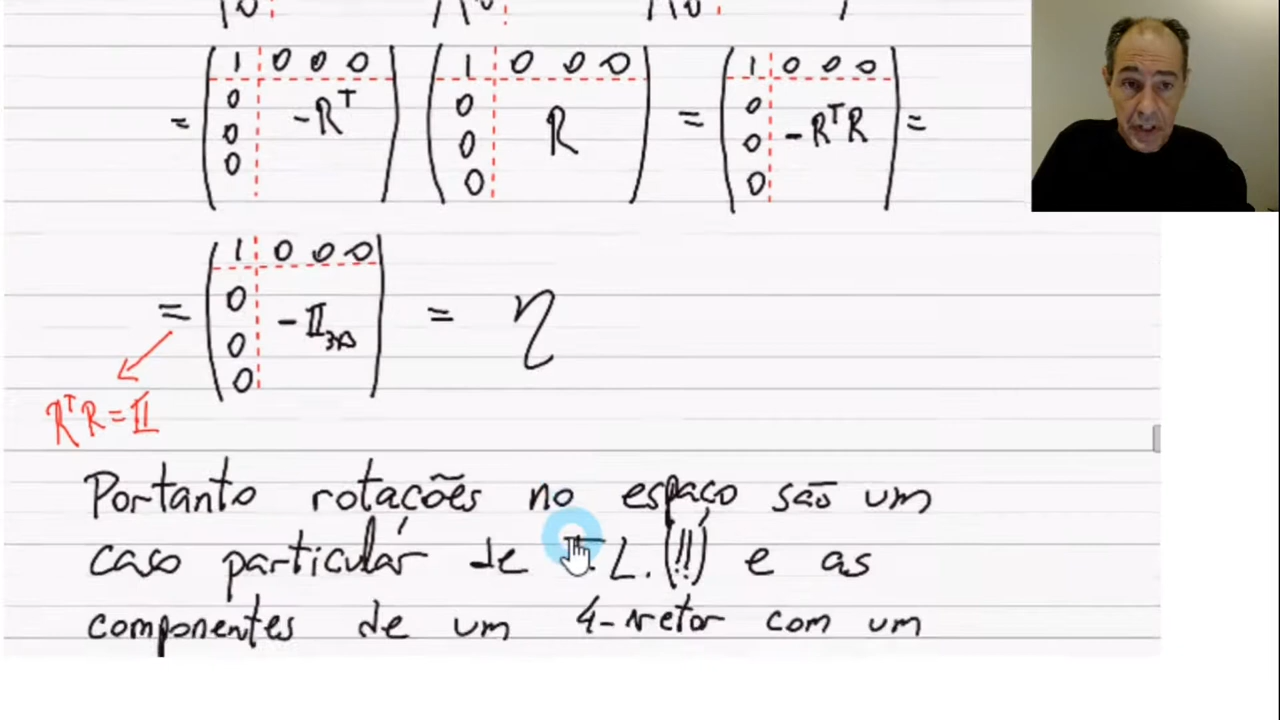 = ( 1 0 0 0 0 0 0 -Rᵀ ) ( 1 0 0 0 0 0 0 R ) = ( 1 0 0 0 0 0 0 -RᵀR ) =
= ( 1 0 0 0 0 0 0 -𝕀3D ) = η
RᵀR = 𝕀
Portanto rotações no espaço são um
caso particular de T.L. (!!) e as
componentes de um 4-vetor com um